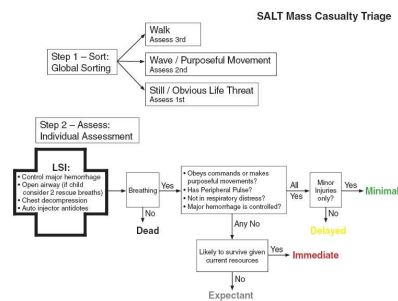 SALT Mass Casualty Triage
Walk
Assess 3rd
Step 1 – Sort:
Global Sorting
Wave / Purposeful Movement
Assess 2nd
Still / Obvious Life Threat
Assess 1st
Step 2 – Assess:
Individual Assessment
LSI:
• Control major hemorrhage
• Open airway (if child
consider 2 rescue breaths)
• Chest decompression
• Auto injector antidotes
Breathing
Yes
No
Dead
• Obeys commands or makes
purposeful movements?
• Has Peripheral Pulse?
• Not in respiratory distress?
• Major hemorrhage is controlled?
All
Yes
Minor
Injuries
only?
Yes
Minimal
No
Delayed
Any No
Likely to survive given
current resources
Yes
Immediate
No
Expectant